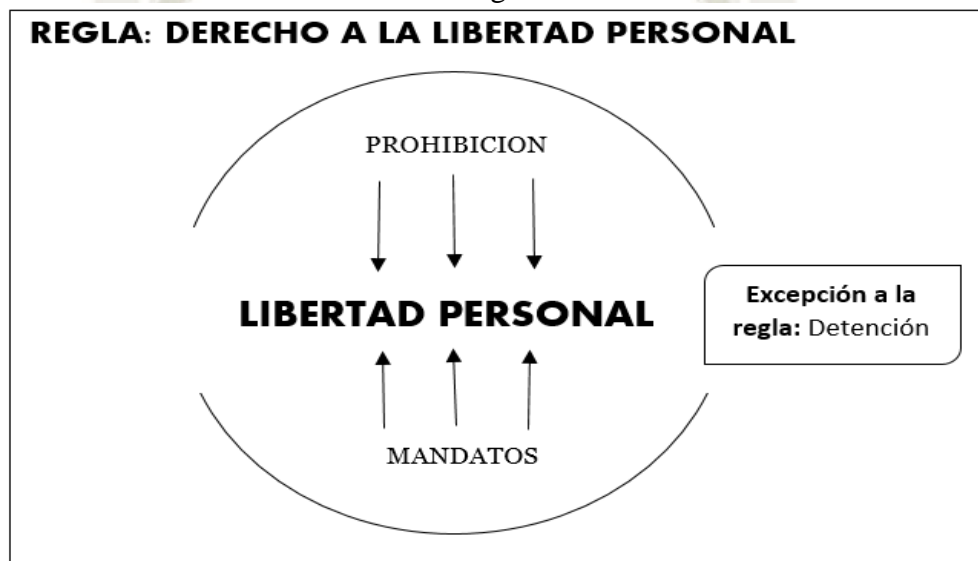 REGLA: DERECHO A LA LIBERTAD PERSONAL
PROHIBICION
LIBERTAD PERSONAL
Excepción a la
regla: Detención
MANDATOS